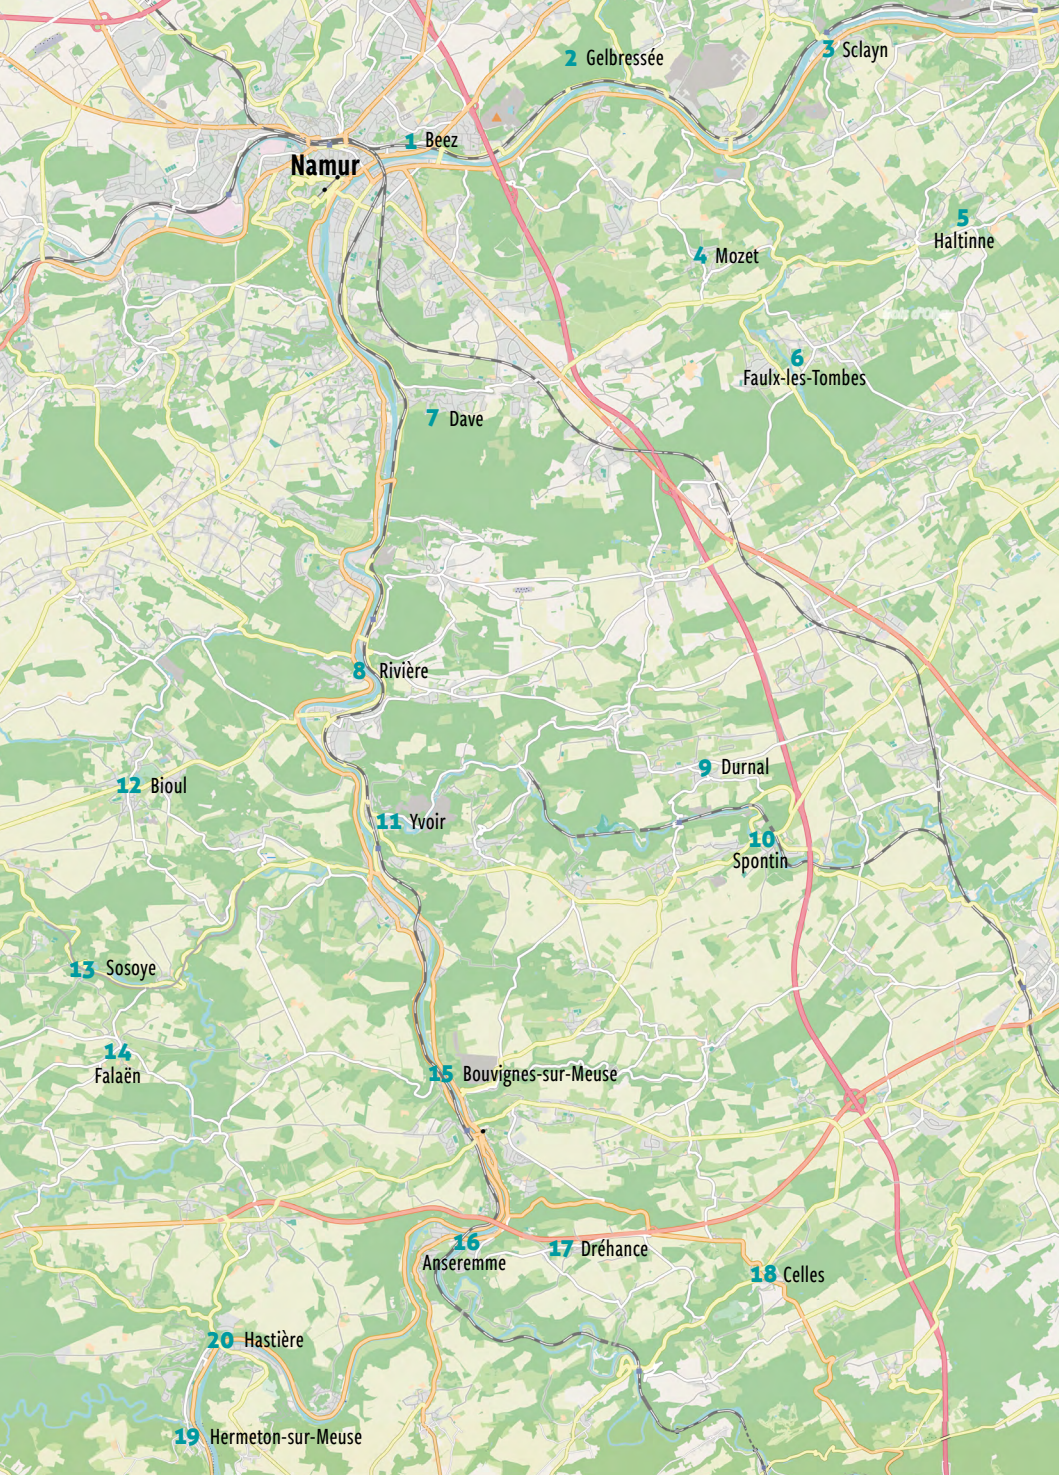 2 Gelbressée
3 Sclayn
1 Beez
Namur
5
Haltinne
4 Mozet
6
Faulx-les-Tombes
7 Dave
8 Rivière
9 Durnal
12 Bioul
11 Yvoir
10
Spontin
13 Sosoye
14
Falaën
15 Bouvignes-sur-Meuse
16
Anseremme
17 Dréhance
18 Celles
20 Hastière
19 Hermeton-sur-Meuse